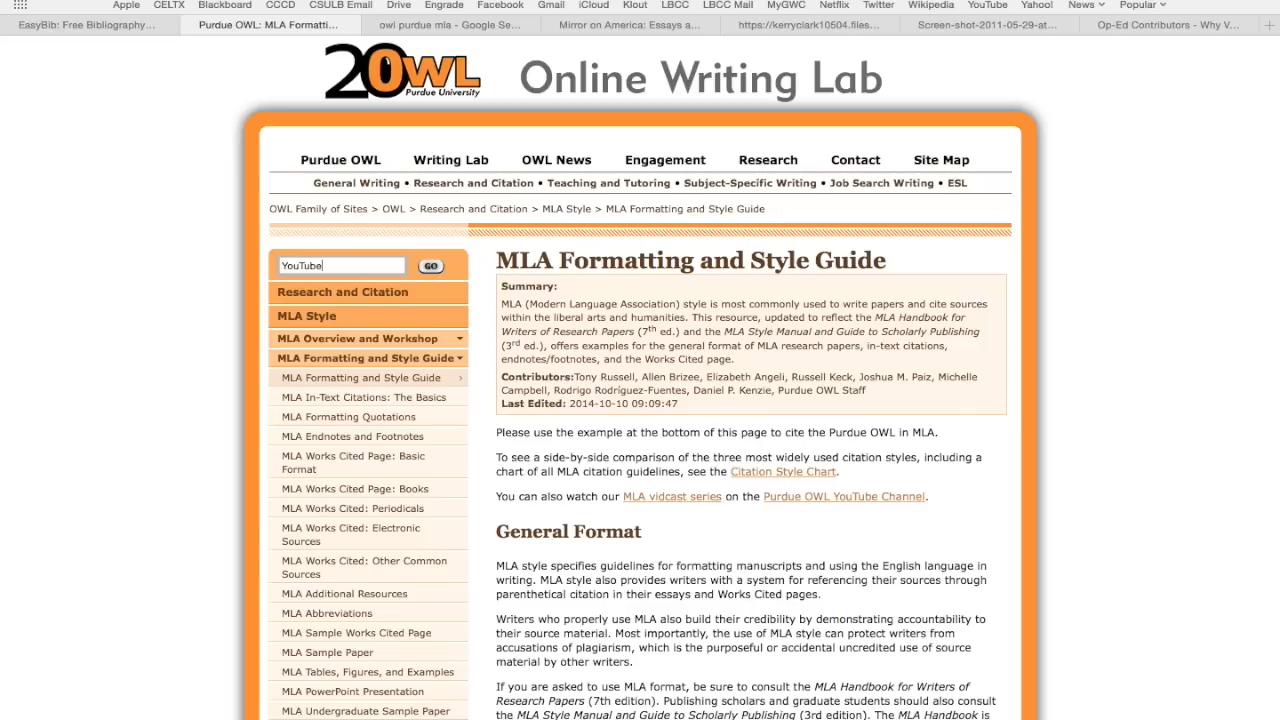 Apple CELTX Blackboard CCCD CSULB Email Drive Engrade Facebook Gmail iCloud Klout LBCC LBCC Mail MyGWC Netflix Twitter Wikipedia YouTube Yahoo! News Popular
EasyBib: Free Bibliography... Purdue OWL: MLA Formatti... owl purdue mla - Google Se... Mirror on America: Essays a... https://kerryclark10504.files... Screen-shot-2011-05-29-at... Op-Ed Contributors - Why V...
20 OWL Purdue University
Online Writing Lab
Purdue OWL Writing Lab OWL News Engagement Research Contact Site Map
General Writing • Research and Citation • Teaching and Tutoring • Subject-Specific Writing • Job Search Writing • ESL
OWL Family of Sites > OWL > Research and Citation > MLA Style > MLA Formatting and Style Guide
YouTube GO
Research and Citation
MLA Style
MLA Overview and Workshop
MLA Formatting and Style Guide
MLA Formatting and Style Guide
MLA In-Text Citations: The Basics
MLA Formatting Quotations
MLA Endnotes and Footnotes
MLA Works Cited Page: Basic
Format
MLA Works Cited Page: Books
MLA Works Cited: Periodicals
MLA Works Cited: Electronic
Sources
MLA Works Cited: Other Common
Sources
MLA Additional Resources
MLA Abbreviations
MLA Sample Works Cited Page
MLA Sample Paper
MLA Tables, Figures, and Examples
MLA PowerPoint Presentation
MLA Undergraduate Sample Paper
MLA Formatting and Style Guide
Summary:
MLA (Modern Language Association) style is most commonly used to write papers and cite sources
within the liberal arts and humanities. This resource, updated to reflect the MLA Handbook for
Writers of Research Papers (7th ed.) and the MLA Style Manual and Guide to Scholarly Publishing
(3rd ed.), offers examples for the general format of MLA research papers, in-text citations,
endnotes/footnotes, and the Works Cited page.
Contributors:Tony Russell, Allen Brizee, Elizabeth Angeli, Russell Keck, Joshua M. Paiz, Michelle
Campbell, Rodrigo Rodríguez-Fuentes, Daniel P. Kenzie, Purdue OWL Staff
Last Edited: 2014-10-10 09:09:47
Please use the example at the bottom of this page to cite the Purdue OWL in MLA.
To see a side-by-side comparison of the three most widely used citation styles, including a
chart of all MLA citation guidelines, see the Citation Style Chart.
You can also watch our MLA vidcast series on the Purdue OWL YouTube Channel.
General Format
MLA style specifies guidelines for formatting manuscripts and using the English language in
writing. MLA style also provides writers with a system for referencing their sources through
parenthetical citation in their essays and Works Cited pages.
Writers who properly use MLA also build their credibility by demonstrating accountability to
their source material. Most importantly, the use of MLA style can protect writers from
accusations of plagiarism, which is the purposeful or accidental uncredited use of source
material by other writers.
If you are asked to use MLA format, be sure to consult the MLA Handbook for Writers of
Research Papers (7th edition). Publishing scholars and graduate students should also consult
the MLA Style Manual and Guide to Scholarly Publishing (3rd edition). The MLA Handbook is